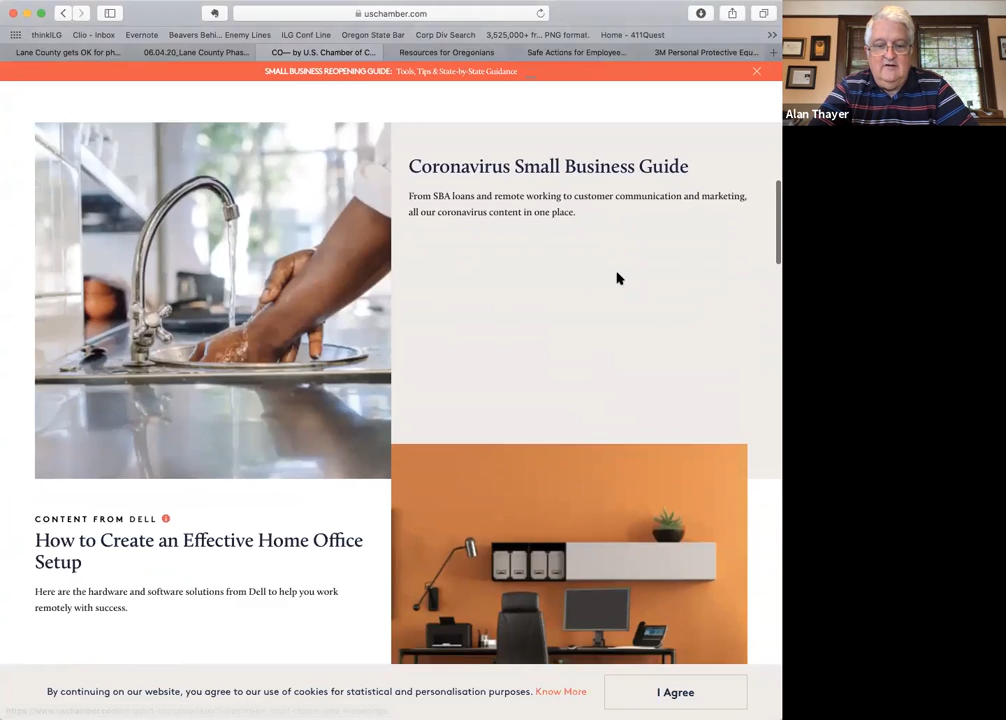 uschamber.com
thinkILG Clio - Inbox Evernote Beavers Behi... Enemy Lines ILG Conf Line Oregon State Bar Corp Div Search 3,525,000+ fr... PNG format. Home - 411Quest
Lane County gets OK for ph... 06.04.20_Lane County Phas... CO— by U.S. Chamber of C... Resources for Oregonians Safe Actions for Employee... 3M Personal Protective Equ...
SMALL BUSINESS REOPENING GUIDE: Tools, Tips & State-by-State Guidance
Alan Thayer
Coronavirus Small Business Guide
From SBA loans and remote working to customer communication and marketing,
all our coronavirus content in one place.
CONTENT FROM DELL
How to Create an Effective Home Office
Setup
Here are the hardware and software solutions from Dell to help you work
remotely with success.
By continuing on our website, you agree to our use of cookies for statistical and personalisation purposes. Know More
I Agree